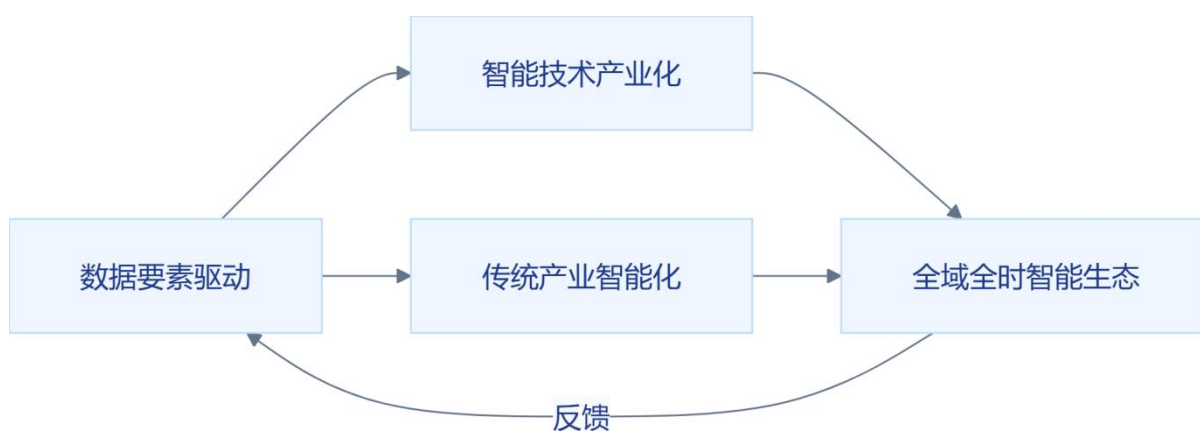 智能技术产业化
数据要素驱动
传统产业智能化
全域全时智能生态
反馈